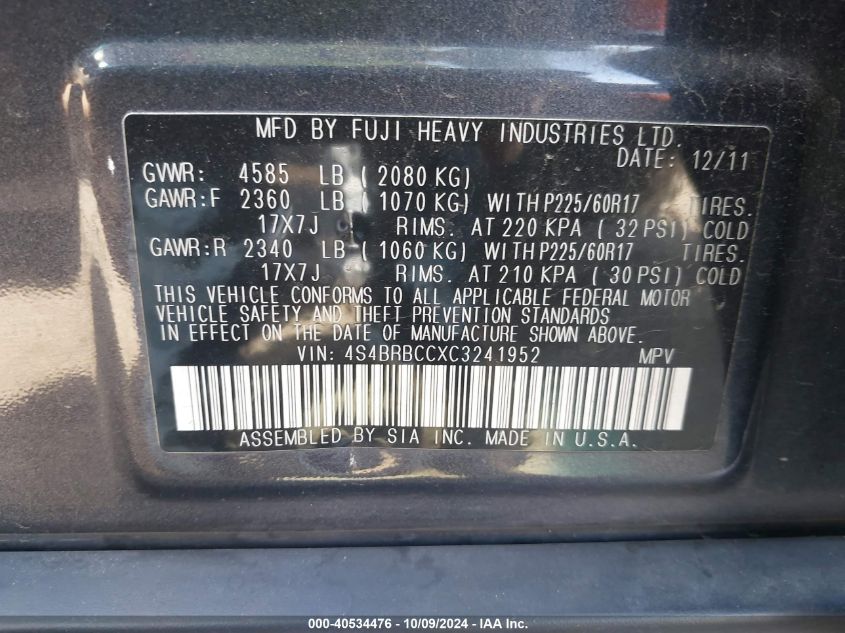 MFD BY FUJI HEAVY INDUSTRIES LTD.
DATE: 12/11
GVWR: 4585 LB ( 2080 KG)
GAWR:F 2360 LB ( 1070 KG) WITH P225/60R17 TIRES.
17X7J RIMS. AT 220 KPA ( 32 PSI) COLD
GAWR:R 2340 LB ( 1060 KG) WITH P225/60R17 TIRES.
17X7J RIMS. AT 210 KPA ( 30 PSI) COLD
THIS VEHICLE CONFORMS TO ALL APPLICABLE FEDERAL MOTOR
VEHICLE SAFETY AND THEFT PREVENTION STANDARDS
IN EFFECT ON THE DATE OF MANUFACTURE SHOWN ABOVE.
VIN: 4S4BRBCCXC3241952 MPV
ASSEMBLED BY SIA INC. MADE IN U.S.A.
000-40534476 - 10/09/2024 - IAA Inc.